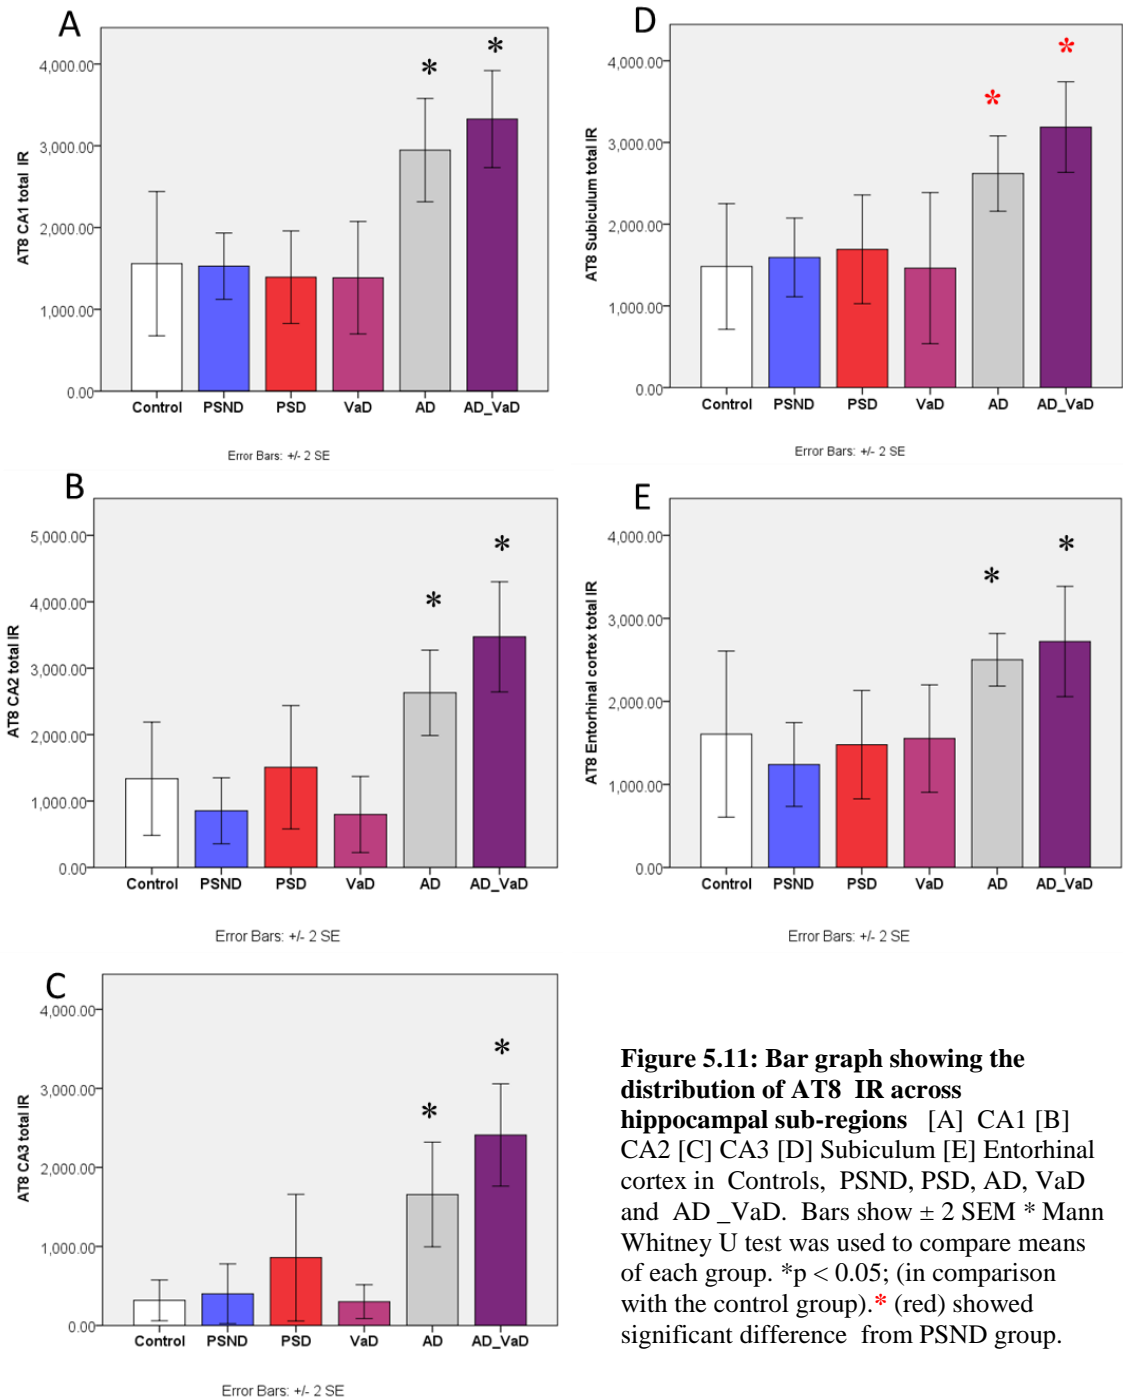 A
AT8 CA1 total IR
4,000.00
*
*
3,000.00
2,000.00
1,000.00
0.00
Control PSND PSD VaD AD AD_VaD
Error Bars: +/- 2 SE
D
AT8 Subiculum total IR
4,000.00
*
*
3,000.00
2,000.00
1,000.00
0.00
Control PSND PSD VaD AD AD_VaD
Error Bars: +/- 2 SE
B
AT8 CA2 total IR
5,000.00
*
*
4,000.00
3,000.00
2,000.00
1,000.00
0.00
Control PSND PSD VaD AD AD_VaD
Error Bars: +/- 2 SE
E
AT8 Entorhinal cortex total IR
4,000.00
*
*
3,000.00
2,000.00
1,000.00
0.00
Control PSND PSD VaD AD AD_VaD
Error Bars: +/- 2 SE
C
AT8 CA3 total IR
4,000.00
*
*
3,000.00
2,000.00
1,000.00
0.00
Control PSND PSD VaD AD AD_VaD
Error Bars: +/- 2 SE
Figure 5.11: Bar graph showing the
distribution of AT8 IR across
hippocampal sub-regions [A] CA1 [B]
CA2 [C] CA3 [D] Subiculum [E] Entorhinal
cortex in Controls, PSND, PSD, AD, VaD
and AD _VaD. Bars show ± 2 SEM * Mann
Whitney U test was used to compare means
of each group. *p < 0.05; (in comparison
with the control group).* (red) showed
significant difference from PSND group.